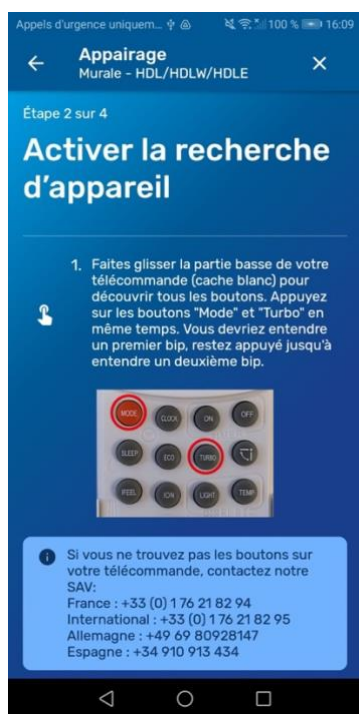 Appels d'urgence uniquem... 100 % 16:09
Appairage
Murale - HDL/HDLW/HDLE
Étape 2 sur 4
Activer la recherche
d'appareil
1. Faites glisser la partie basse de votre
télécommande (cache blanc) pour
découvrir tous les boutons. Appuyez
sur les boutons "Mode" et "Turbo" en
même temps. Vous devriez entendre
un premier bip, restez appuyé jusqu'à
entendre un deuxième bip.
MODE CLOCK ON OFF
SLEEP ECO TURBO
IFEEL ION LIGHT TEMP
Si vous ne trouvez pas les boutons sur
votre télécommande, contactez notre
SAV:
France : +33 (0) 1 76 21 82 94
International : +33 (0) 1 76 21 82 95
Allemagne : +49 69 80928147
Espagne : +34 910 913 434